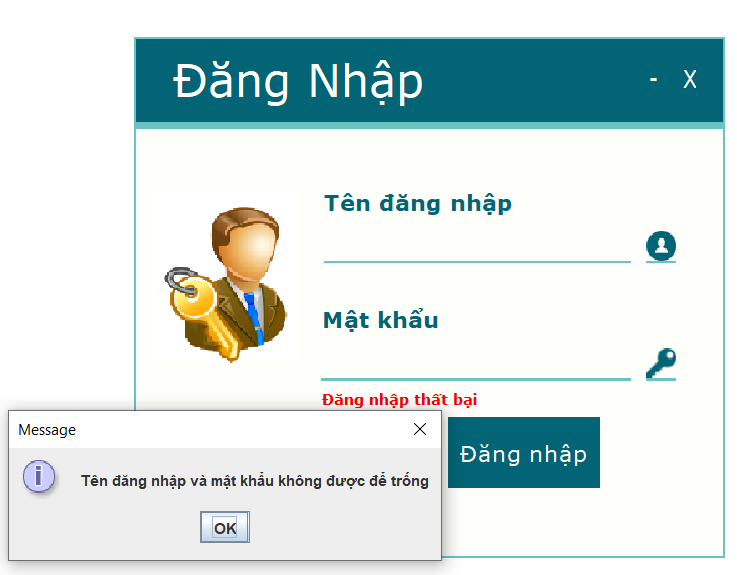 Đăng Nhập
- X
Tên đăng nhập
Mật khẩu
Đăng nhập thất bại
Đăng nhập
Message
Tên đăng nhập và mật khẩu không được để trống
OK